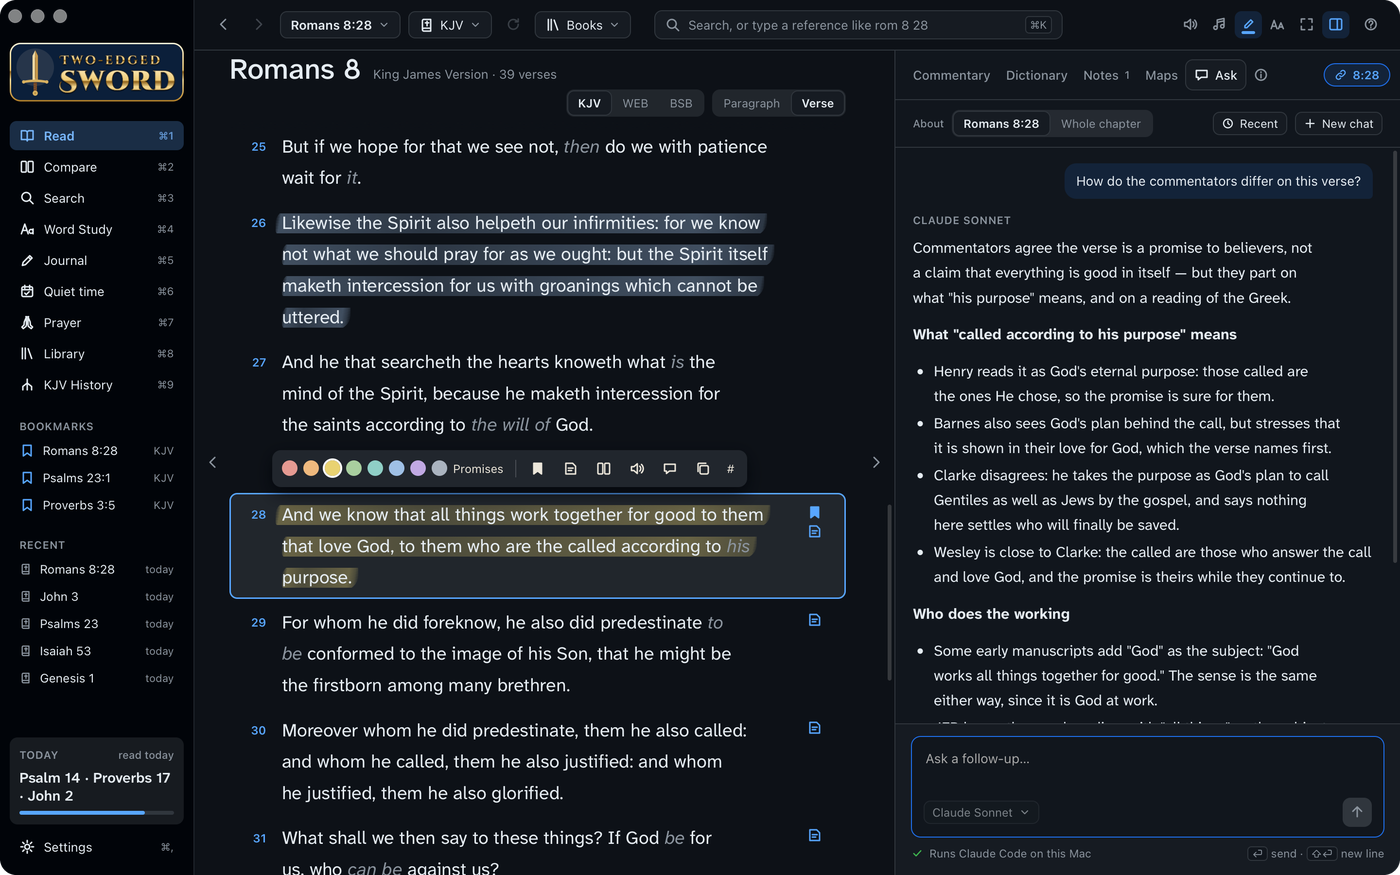 TWO-EDGED
SWORD
Read ⌘1
Compare ⌘2
Search ⌘3
Word Study ⌘4
Journal ⌘5
Quiet time ⌘6
Prayer ⌘7
Library ⌘8
KJV History ⌘9
BOOKMARKS
Romans 8:28 KJV
Psalms 23:1 KJV
Proverbs 3:5 KJV
RECENT
Romans 8:28 today
John 3 today
Psalms 23 today
Isaiah 53 today
Genesis 1 today
TODAY read today
Psalm 14 · Proverbs 17
· John 2
Settings ⌘,
Romans 8:28
KJV
Books
Search, or type a reference like rom 8 28 ⌘K
Romans 8 King James Version · 39 verses
KJV WEB BSB Paragraph Verse
25 But if we hope for that we see not, then do we with patience
wait for it.
26 Likewise the Spirit also helpeth our infirmities: for we know
not what we should pray for as we ought: but the Spirit itself
maketh intercession for us with groanings which cannot be
uttered.
27 And he that searcheth the hearts knoweth what is the
mind of the Spirit, because he maketh intercession for
the saints according to the will of God.
Promises #
28 And we know that all things work together for good to them
that love God, to them who are the called according to his
purpose.
29 For whom he did foreknow, he also did predestinate to
be conformed to the image of his Son, that he might be
the firstborn among many brethren.
30 Moreover whom he did predestinate, them he also called:
and whom he called, them he also justified: and whom
he justified, them he also glorified.
31 What shall we then say to these things? If God be for
us, who can be against us?
Commentary Dictionary Notes 1 Maps Ask 8:28
About Romans 8:28 Whole chapter Recent + New chat
How do the commentators differ on this verse?
CLAUDE SONNET
Commentators agree the verse is a promise to believers, not
a claim that everything is good in itself — but they part on
what "his purpose" means, and on a reading of the Greek.
What "called according to his purpose" means
• Henry reads it as God's eternal purpose: those called are
the ones He chose, so the promise is sure for them.
• Barnes also sees God's plan behind the call, but stresses that
it is shown in their love for God, which the verse names first.
• Clarke disagrees: he takes the purpose as God's plan to call
Gentiles as well as Jews by the gospel, and says nothing
here settles who will finally be saved.
• Wesley is close to Clarke: the called are those who answer the call
and love God, and the promise is theirs while they continue to.
Who does the working
• Some early manuscripts add "God" as the subject: "God
works all things together for good." The sense is the same
either way, since it is God at work.
Ask a follow-up...
Claude Sonnet
Runs Claude Code on this Mac
send · new line